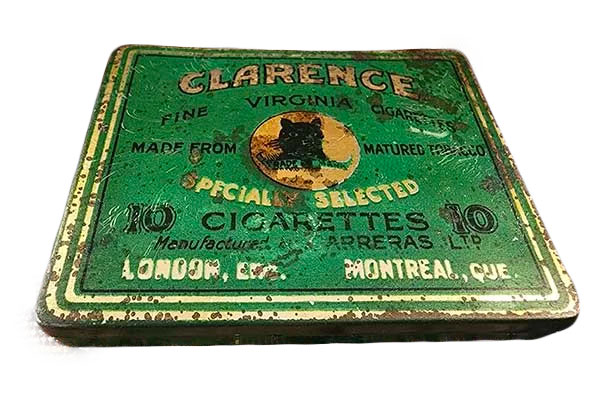 CLARENCE
FINE VIRGINIA CIGARETTES
MADE FROM MATURED TOBACCO
SPECIALLY SELECTED
10 CIGARETTES 10
Manufactured CARRERAS LTD
LONDON, ENG. MONTREAL, QUE.